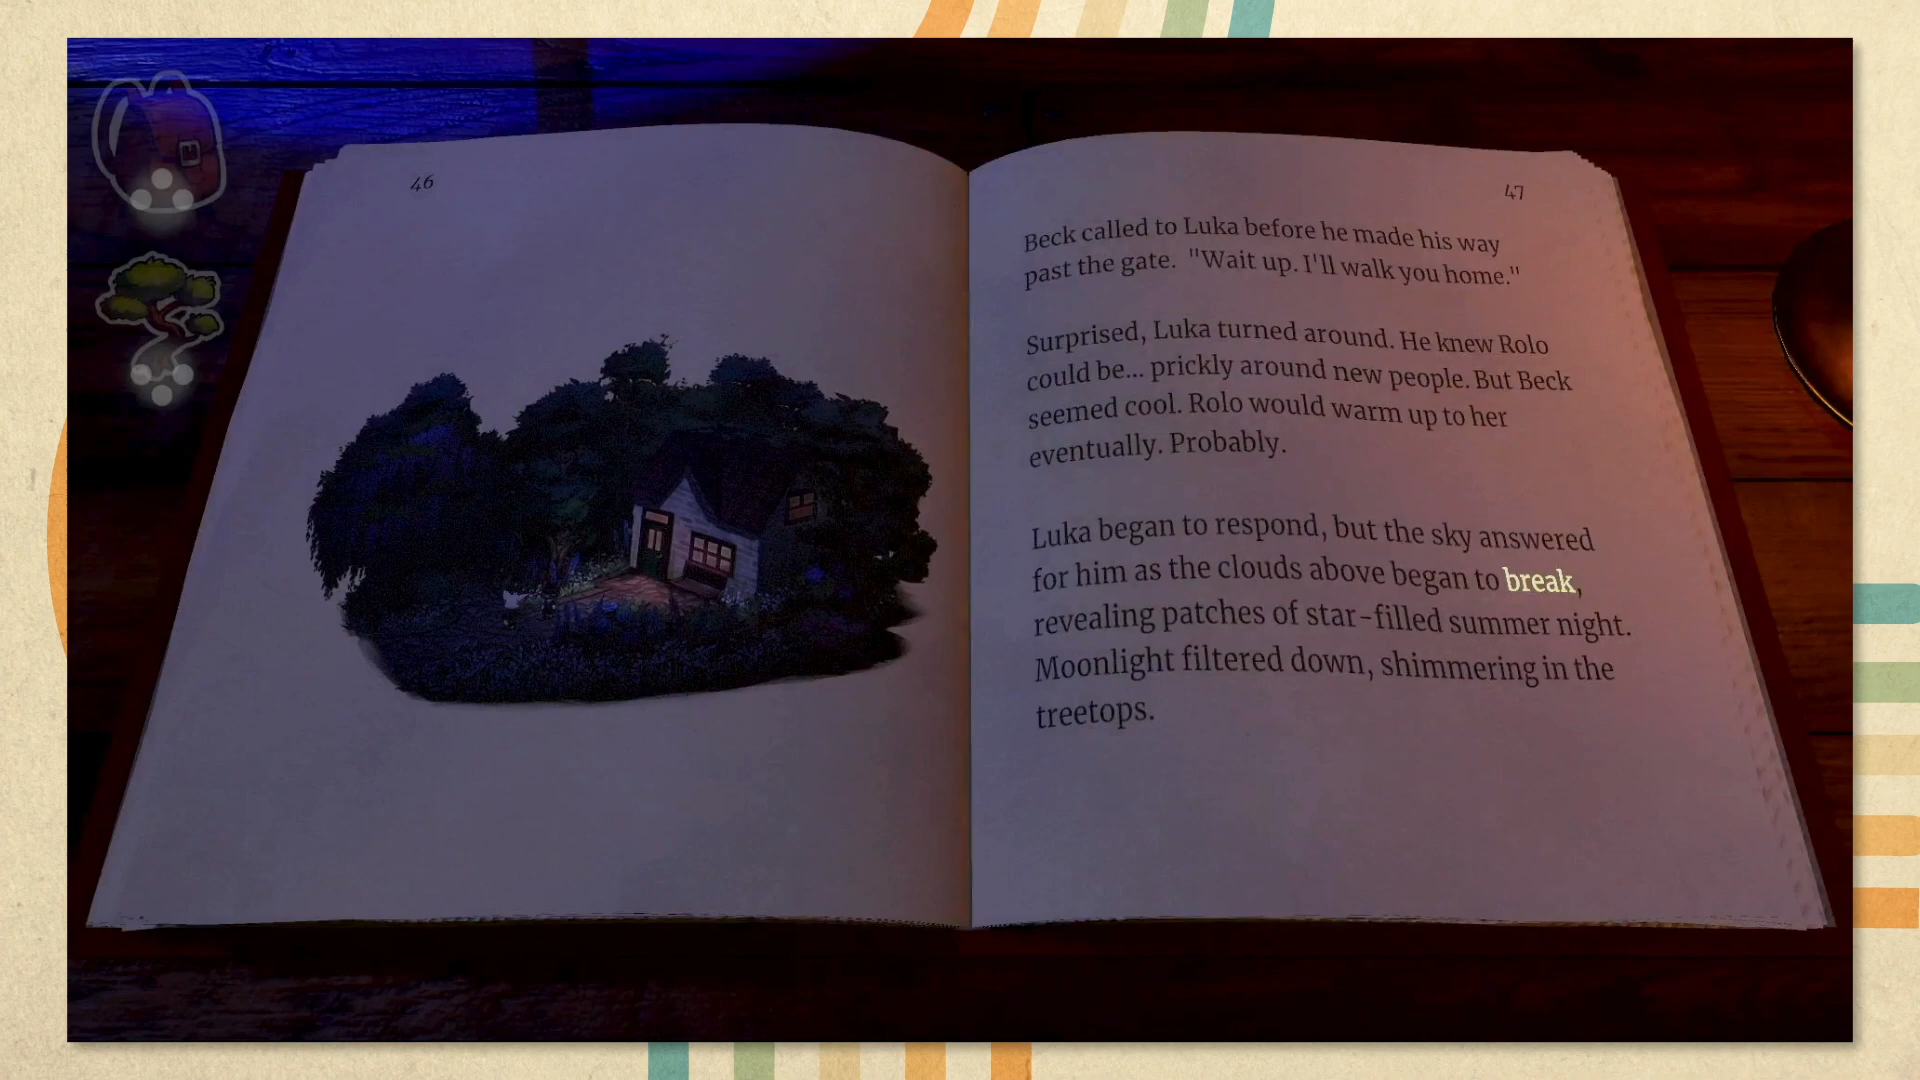 46
47
Beck called to Luka before he made his way
past the gate.  "Wait up. I'll walk you home."
Surprised, Luka turned around. He knew Rolo
could be... prickly around new people. But Beck
seemed cool. Rolo would warm up to her
eventually. Probably.
Luka began to respond, but the sky answered
for him as the clouds above began to break,
revealing patches of star-filled summer night.
Moonlight filtered down, shimmering in the
treetops.